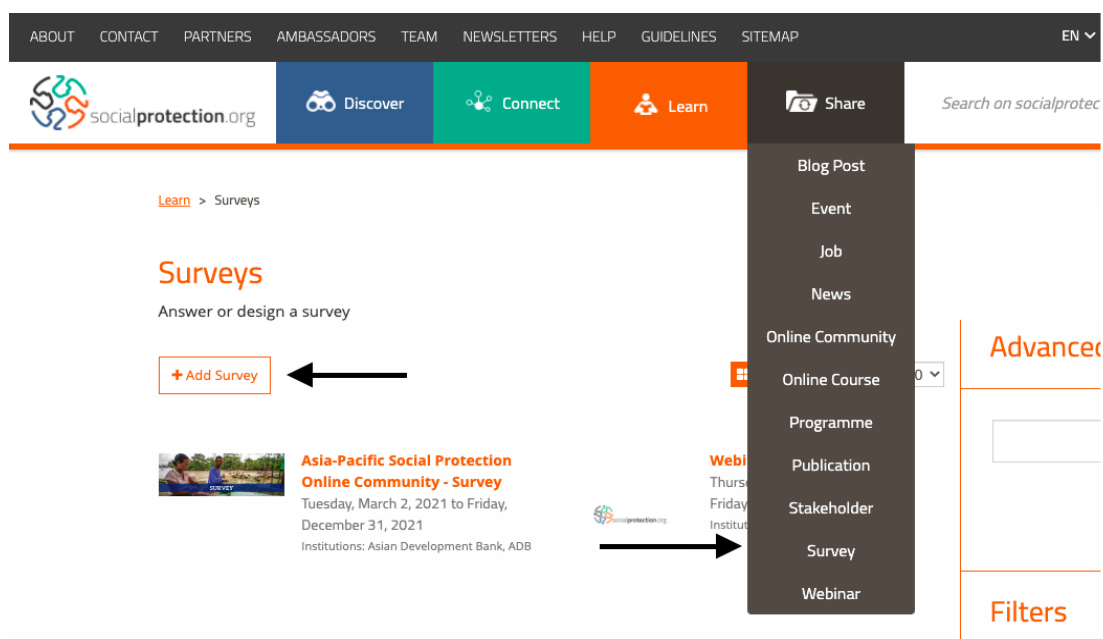 ABOUT CONTACT PARTNERS AMBASSADORS TEAM NEWSLETTERS HELP GUIDELINES SITEMAP EN
socialprotection.org
Discover
Connect
Learn
Share
Search on socialprotec
Blog Post
Event
Job
News
Online Community
Online Course
Programme
Publication
Stakeholder
Survey
Webinar
Learn > Surveys
Surveys
Answer or design a survey
+ Add Survey
0
SURVEY
Asia-Pacific Social Protection
Online Community - Survey
Tuesday, March 2, 2021 to Friday,
December 31, 2021
Institutions: Asian Development Bank, ADB
socialprotection.org
Webi
Thurs
Friday
Institut
Advanced
Filters